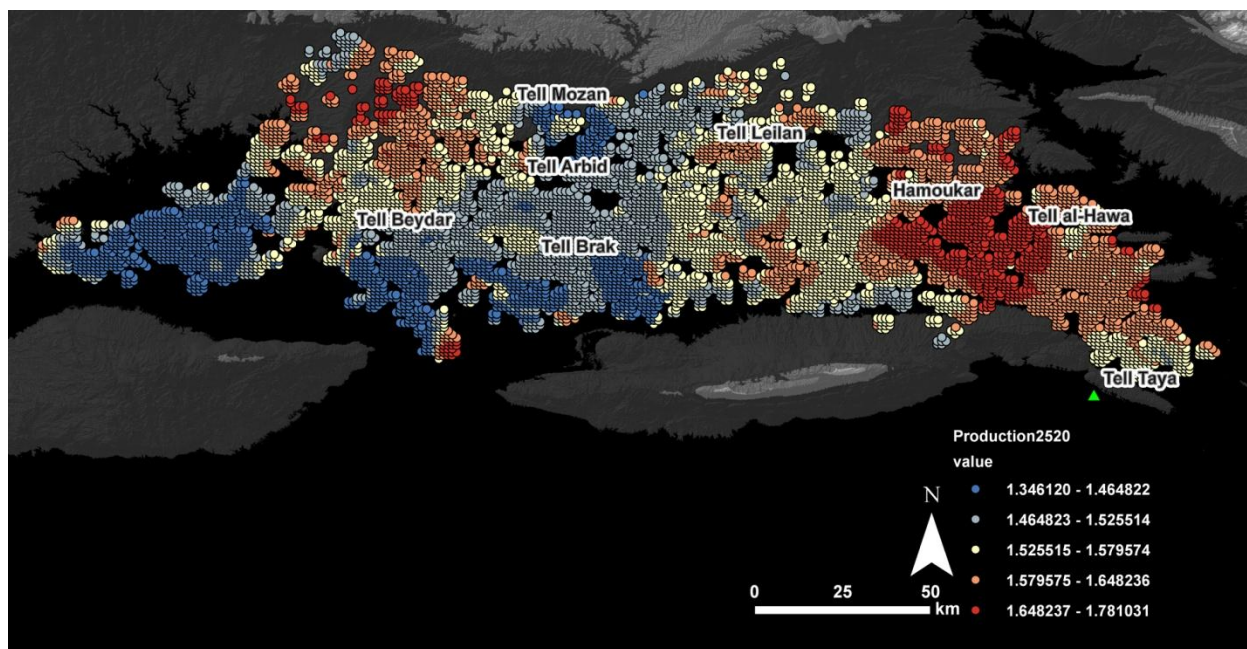 Tell Mozan
Tell Leilan
Tell Arbid
Hamoukar
Tell Beydar
Tell al-Hawa
Tell Brak
Tell Taya
Production2520
value
1.346120 - 1.464822
1.464823 - 1.525514
1.525515 - 1.579574
1.579575 - 1.648236
1.648237 - 1.781031
N
0 25 50
km